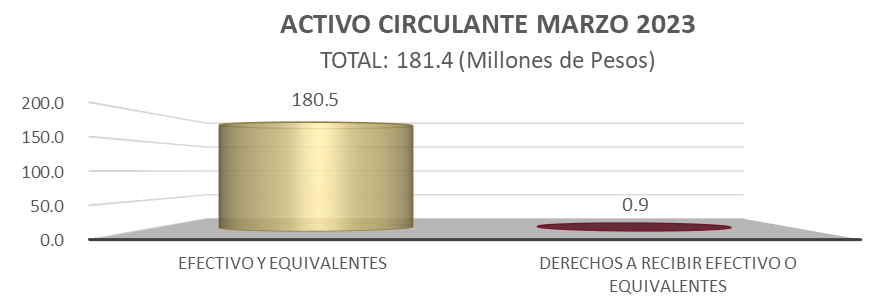 ACTIVO CIRCULANTE MARZO 2023
TOTAL: 181.4 (Millones de Pesos)
180.5
200.0
150.0
100.0
50.0
0.0
0.9
EFECTIVO Y EQUIVALENTES
DERECHOS A RECIBIR EFECTIVO O
EQUIVALENTES